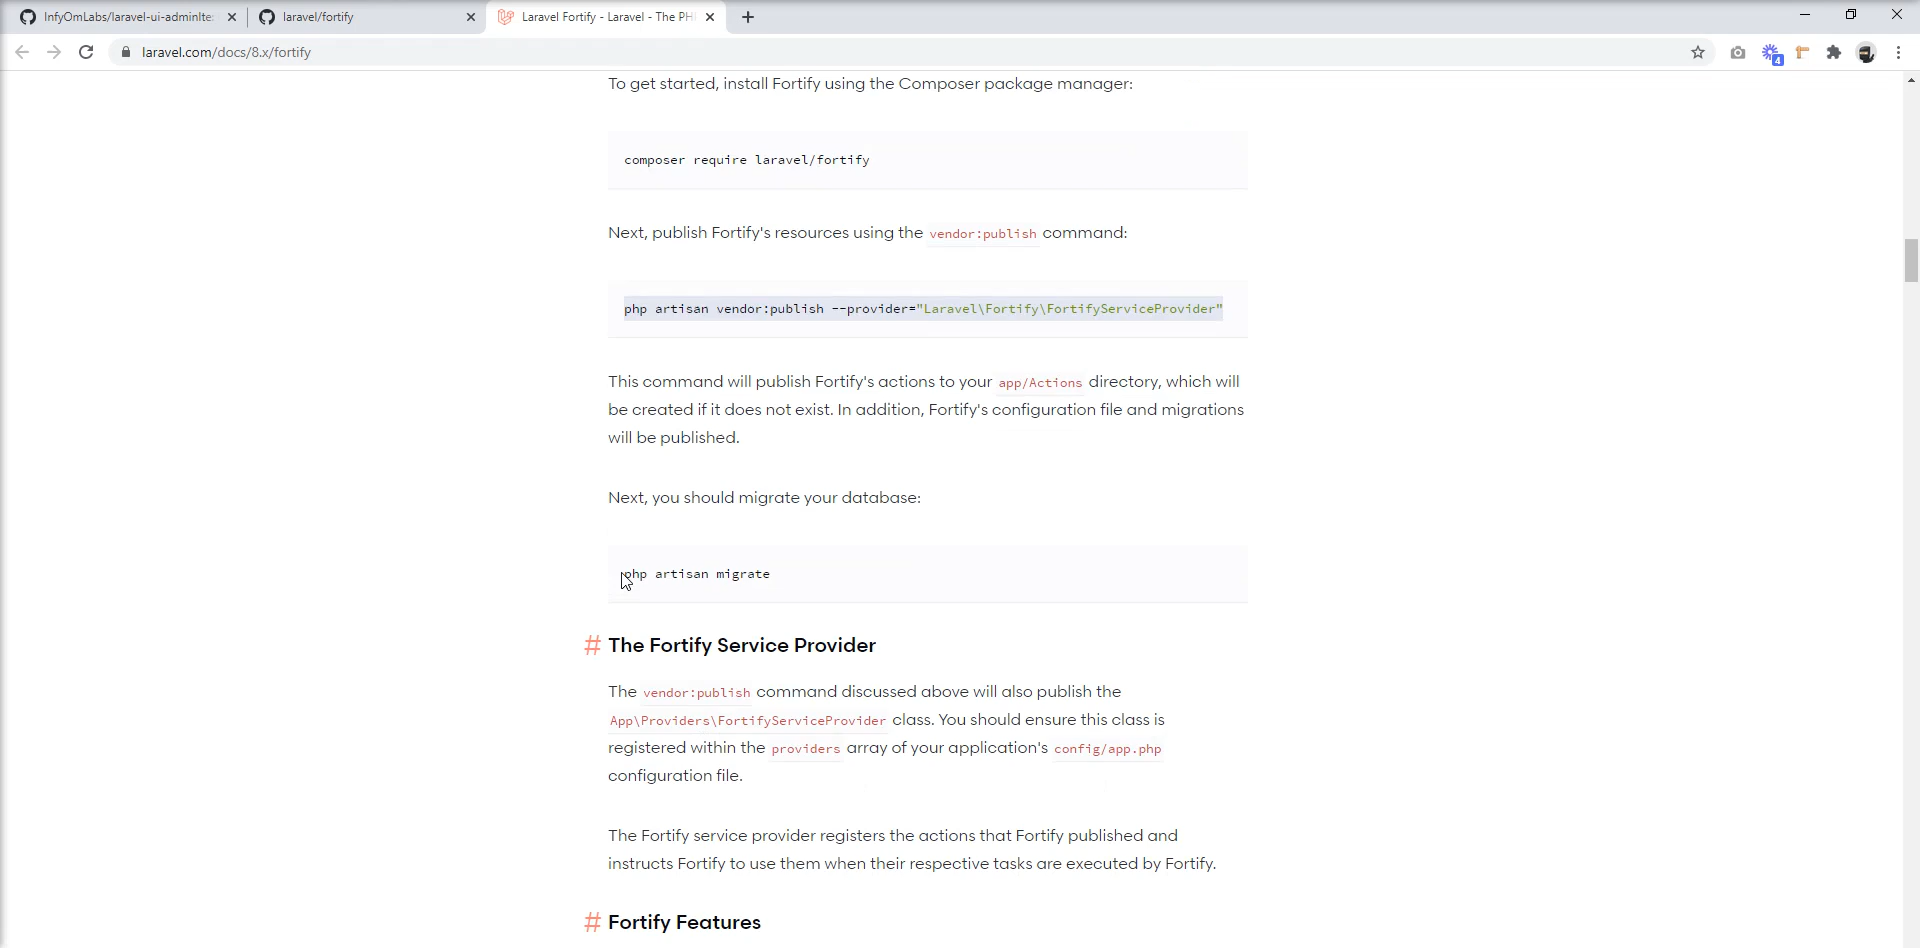 InfyOmLabs/laravel-ui-adminlte:
laravel/fortify
Laravel Fortify - Laravel - The PH
laravel.com/docs/8.x/fortify
4
To get started, install Fortify using the Composer package manager:
composer require laravel/fortify
Next, publish Fortify's resources using the vendor:publish command:
php artisan vendor:publish --provider="Laravel\Fortify\FortifyServiceProvider"
This command will publish Fortify's actions to your app/Actions directory, which will
be created if it does not exist. In addition, Fortify's configuration file and migrations
will be published.
Next, you should migrate your database:
php artisan migrate
# The Fortify Service Provider
The vendor:publish command discussed above will also publish the
App\Providers\FortifyServiceProvider class. You should ensure this class is
registered within the providers array of your application's config/app.php
configuration file.
The Fortify service provider registers the actions that Fortify published and
instructs Fortify to use them when their respective tasks are executed by Fortify.
# Fortify Features